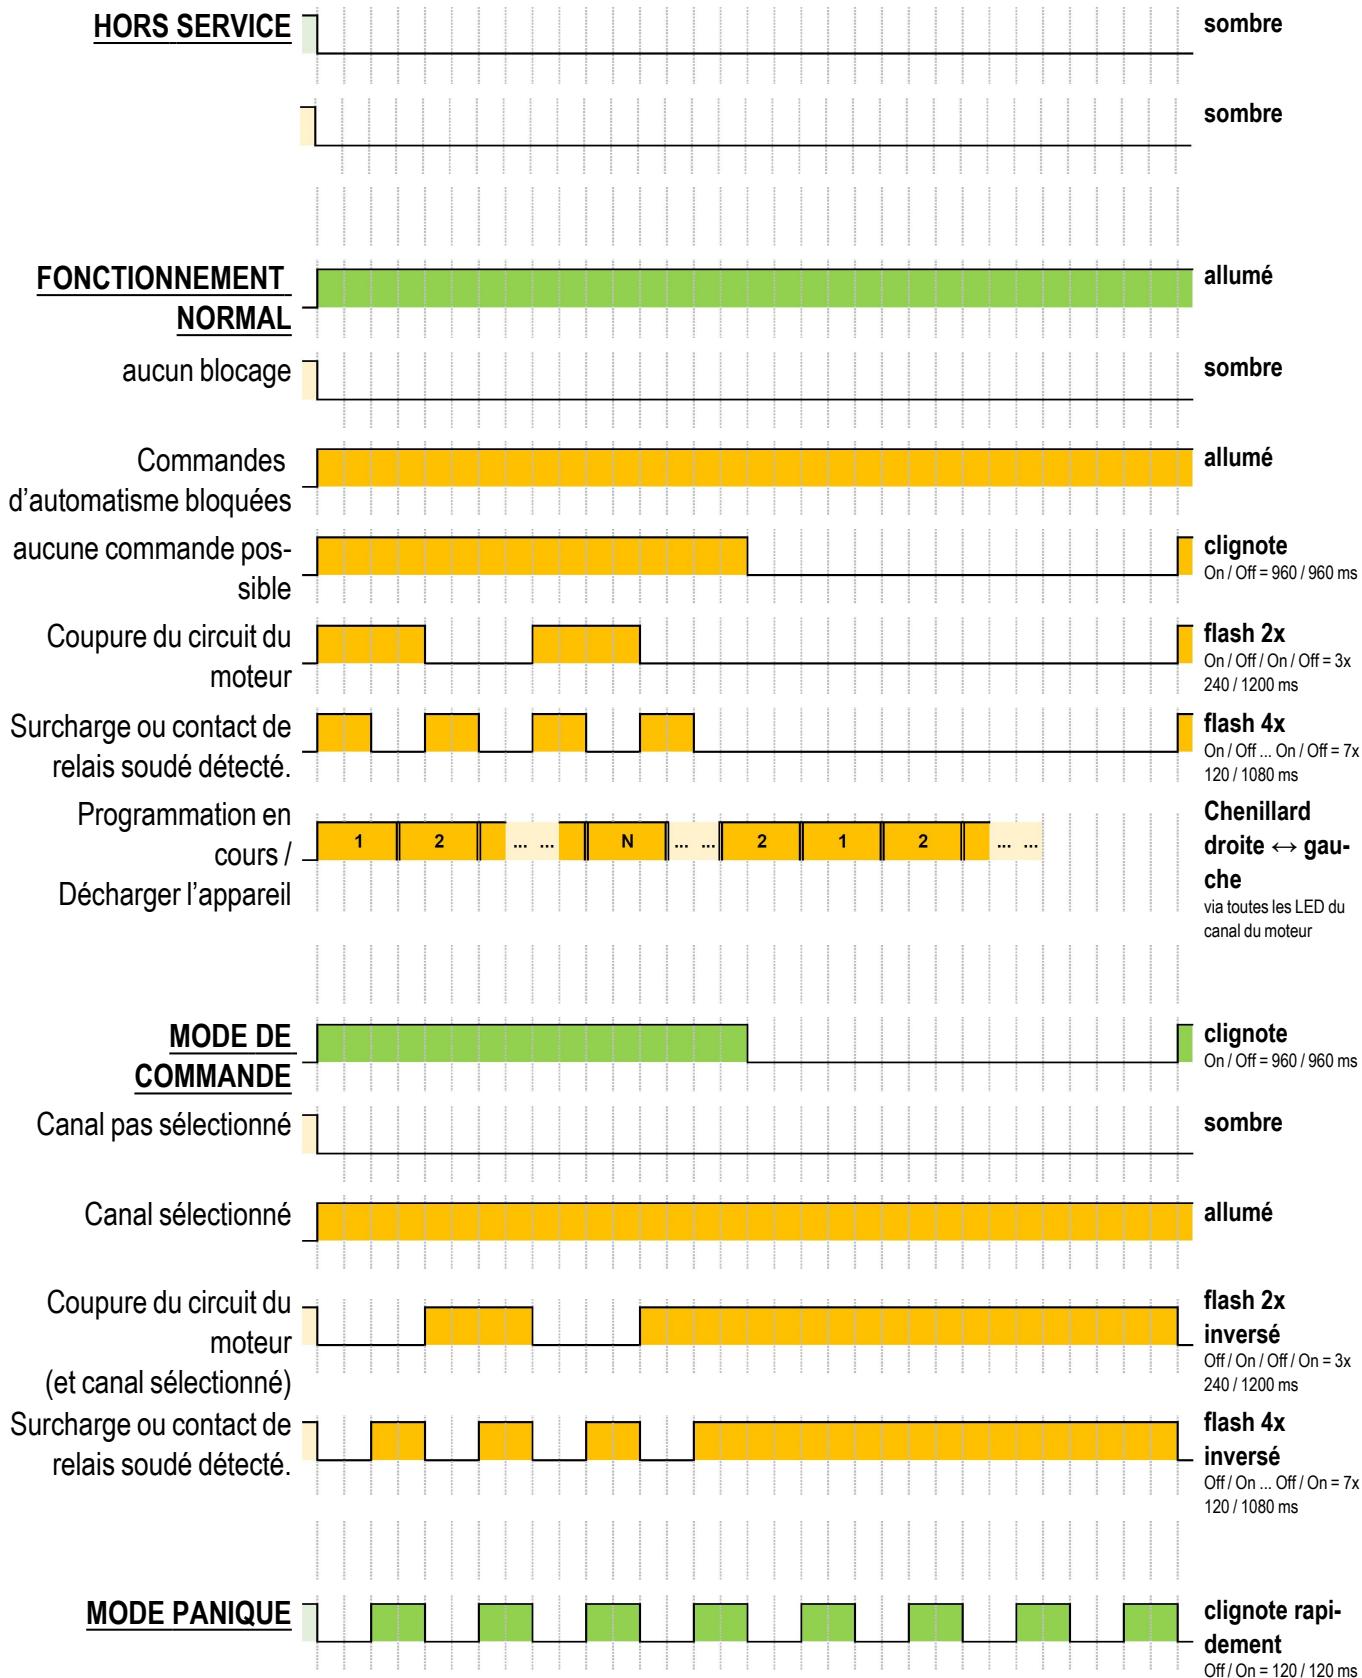 HORS SERVICE
sombre
sombre
FONCTIONNEMENT
NORMAL
allumé
aucun blocage
sombre
Commandes
d’automatisme bloquées
allumé
aucune commande pos-
sible
clignote
On / Off = 960 / 960 ms
Coupure du circuit du
moteur
flash 2x
On / Off / On / Off = 3x
240 / 1200 ms
Surcharge ou contact de
relais soudé détecté.
flash 4x
On / Off ... On / Off = 7x
120 / 1080 ms
Programmation en
cours /
Décharger l’appareil
1 2 ... ... N ... ... 2 1 2 ... ...
Chenillard
droite ↔ gau-
che
via toutes les LED du
canal du moteur
MODE DE
COMMANDE
clignote
On / Off = 960 / 960 ms
Canal pas sélectionné
sombre
Canal sélectionné
allumé
Coupure du circuit du
moteur
(et canal sélectionné)
flash 2x
inversé
Off / On / Off / On = 3x
240 / 1200 ms
Surcharge ou contact de
relais soudé détecté.
flash 4x
inversé
Off / On ... Off / On = 7x
120 / 1080 ms
MODE PANIQUE
clignote rapi-
dement
Off / On = 120 / 120 ms